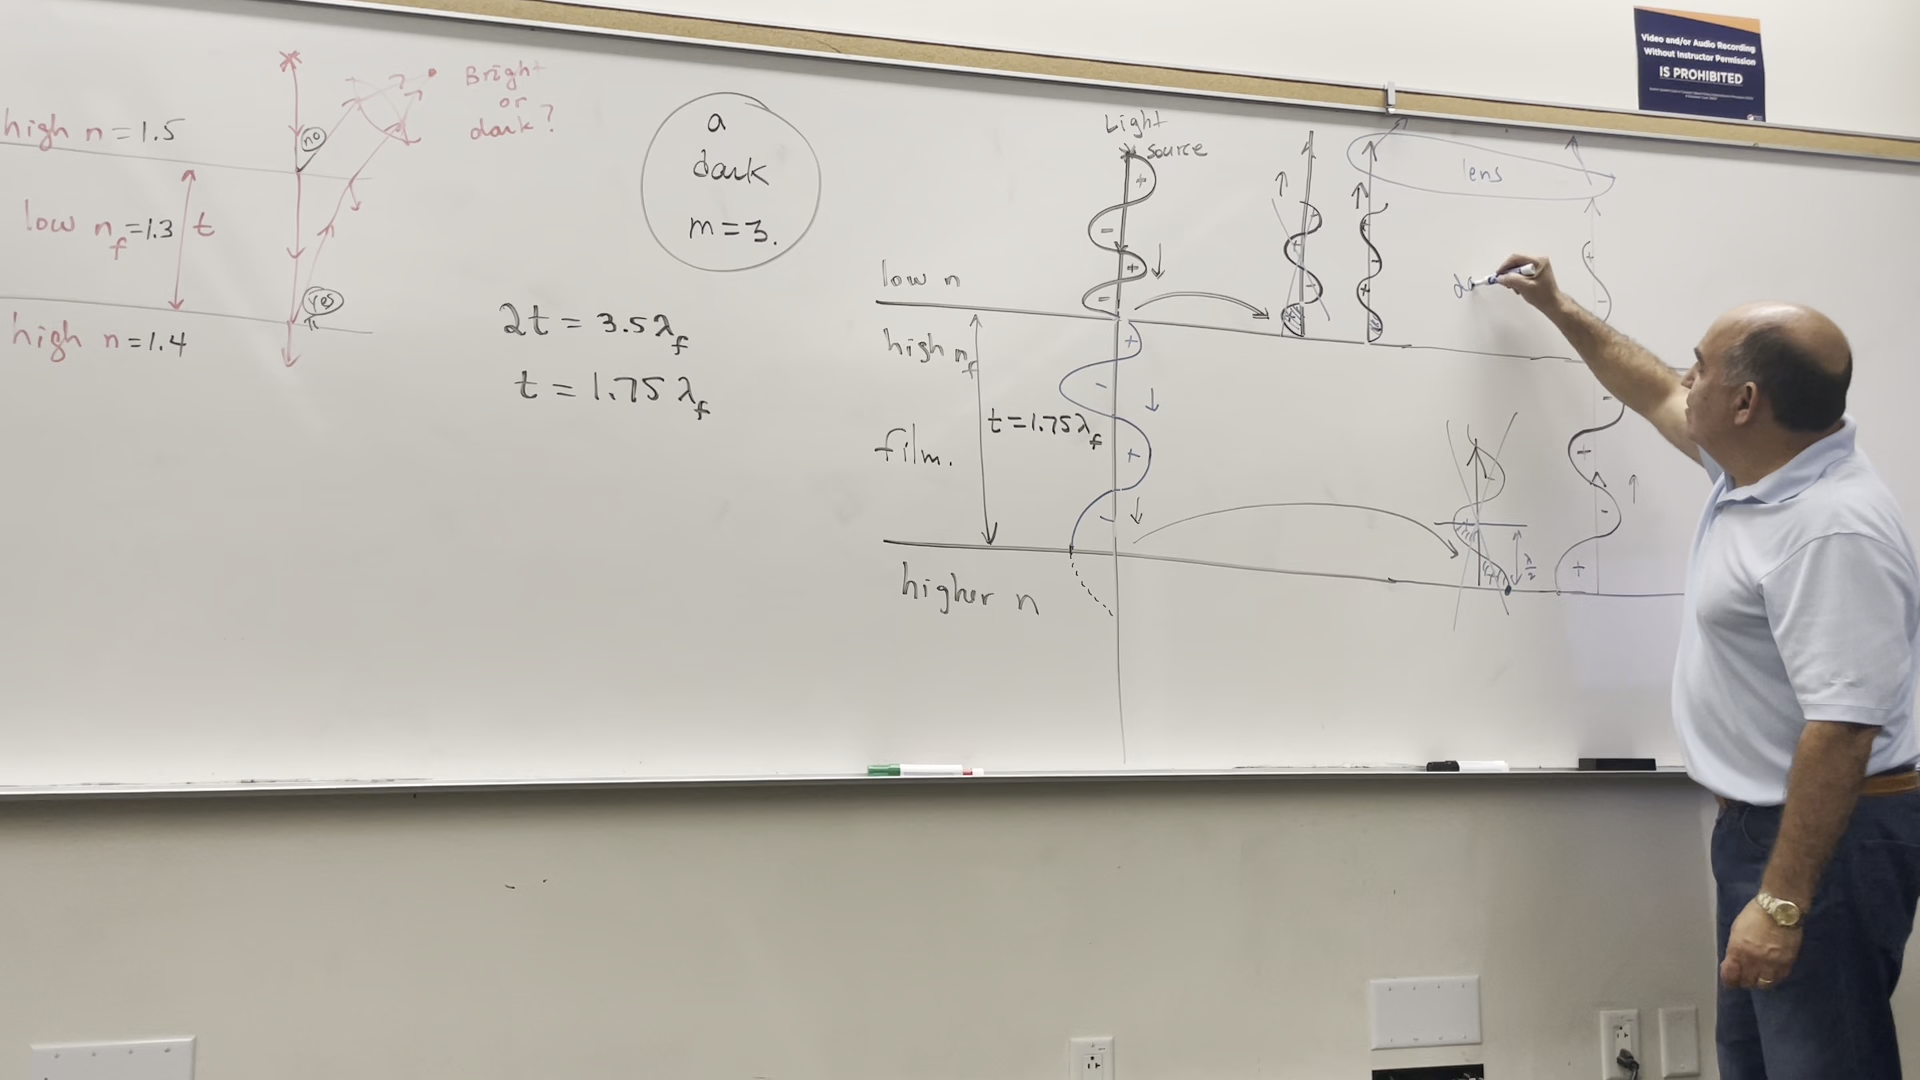 Video and/or Audio Recording
Without Instructor Permission
IS PROHIBITED
Bright
or
dark?
high n = 1.5
no
low n_f = 1.3
t
yes
π
high n = 1.4
a
dark
m = 3.
2t = 3.5 λ_f
t = 1.75 λ_f
Light
source
+
-
+
-
low n
high n_f
film.
t = 1.75 λ_f
+
-
+
-
higher n
lens
da
λ/2
+
-
-
+
-
+